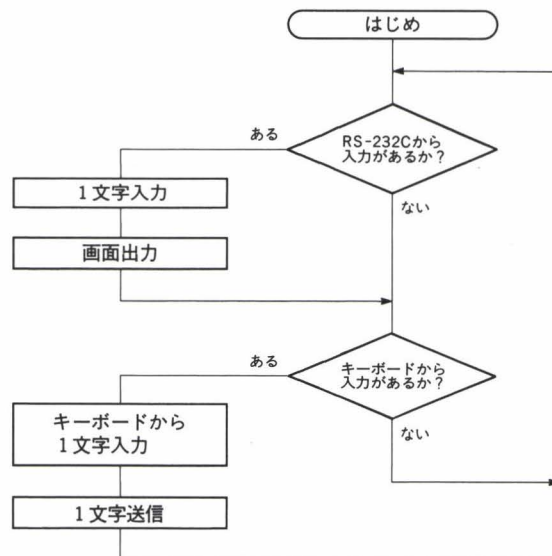 はじめ
RS-232Cから
入力があるか？
ある
ない
1文字入力
画面出力
キーボードから
入力があるか？
ある
ない
キーボードから
1文字入力
1文字送信